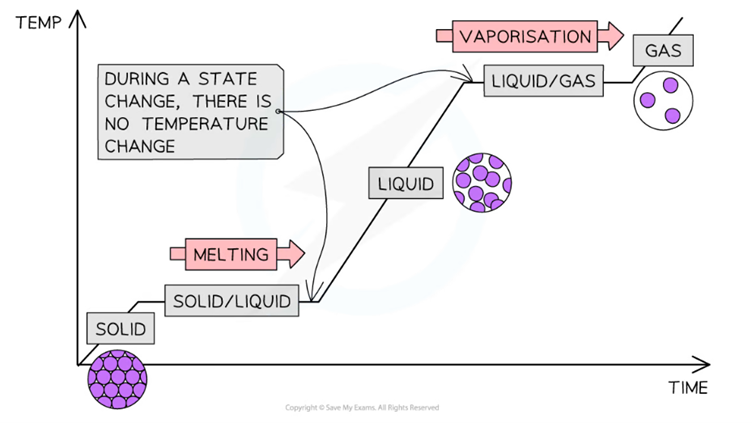 TEMP
VAPORISATION
GAS
DURING A STATE
CHANGE, THERE IS
NO TEMPERATURE
CHANGE
LIQUID/GAS
LIQUID
MELTING
SOLID/LIQUID
SOLID
TIME
Copyright © Save My Exams. All Rights Reserved